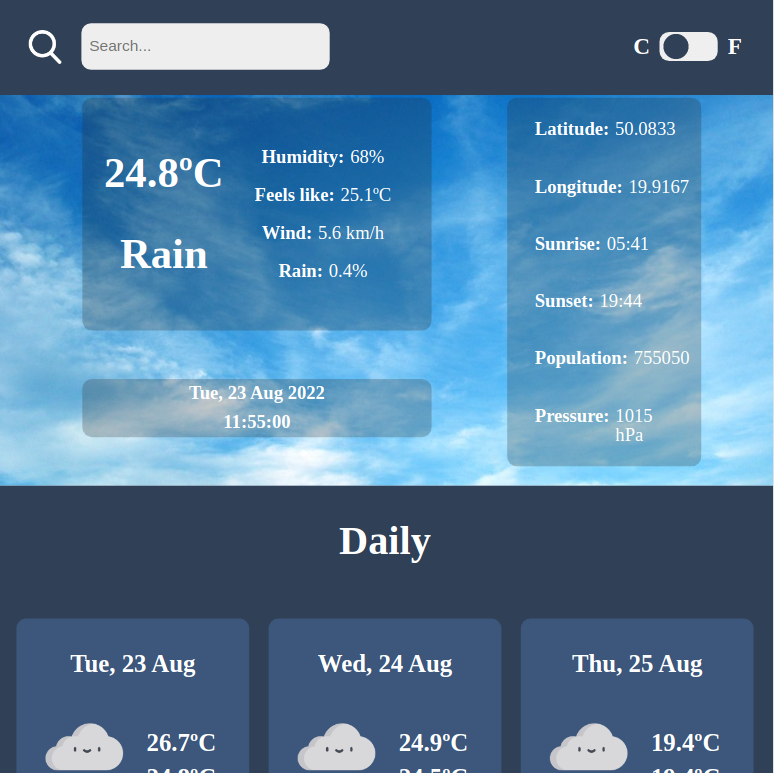 Search...
C
F
24.8ºC
Rain
Humidity: 68%
Feels like: 25.1ºC
Wind: 5.6 km/h
Rain: 0.4%
Tue, 23 Aug 2022
11:55:00
Latitude: 50.0833
Longitude: 19.9167
Sunrise: 05:41
Sunset: 19:44
Population: 755050
Pressure: 1015
hPa
Daily
Tue, 23 Aug
26.7ºC
Wed, 24 Aug
24.9ºC
Thu, 25 Aug
19.4ºC